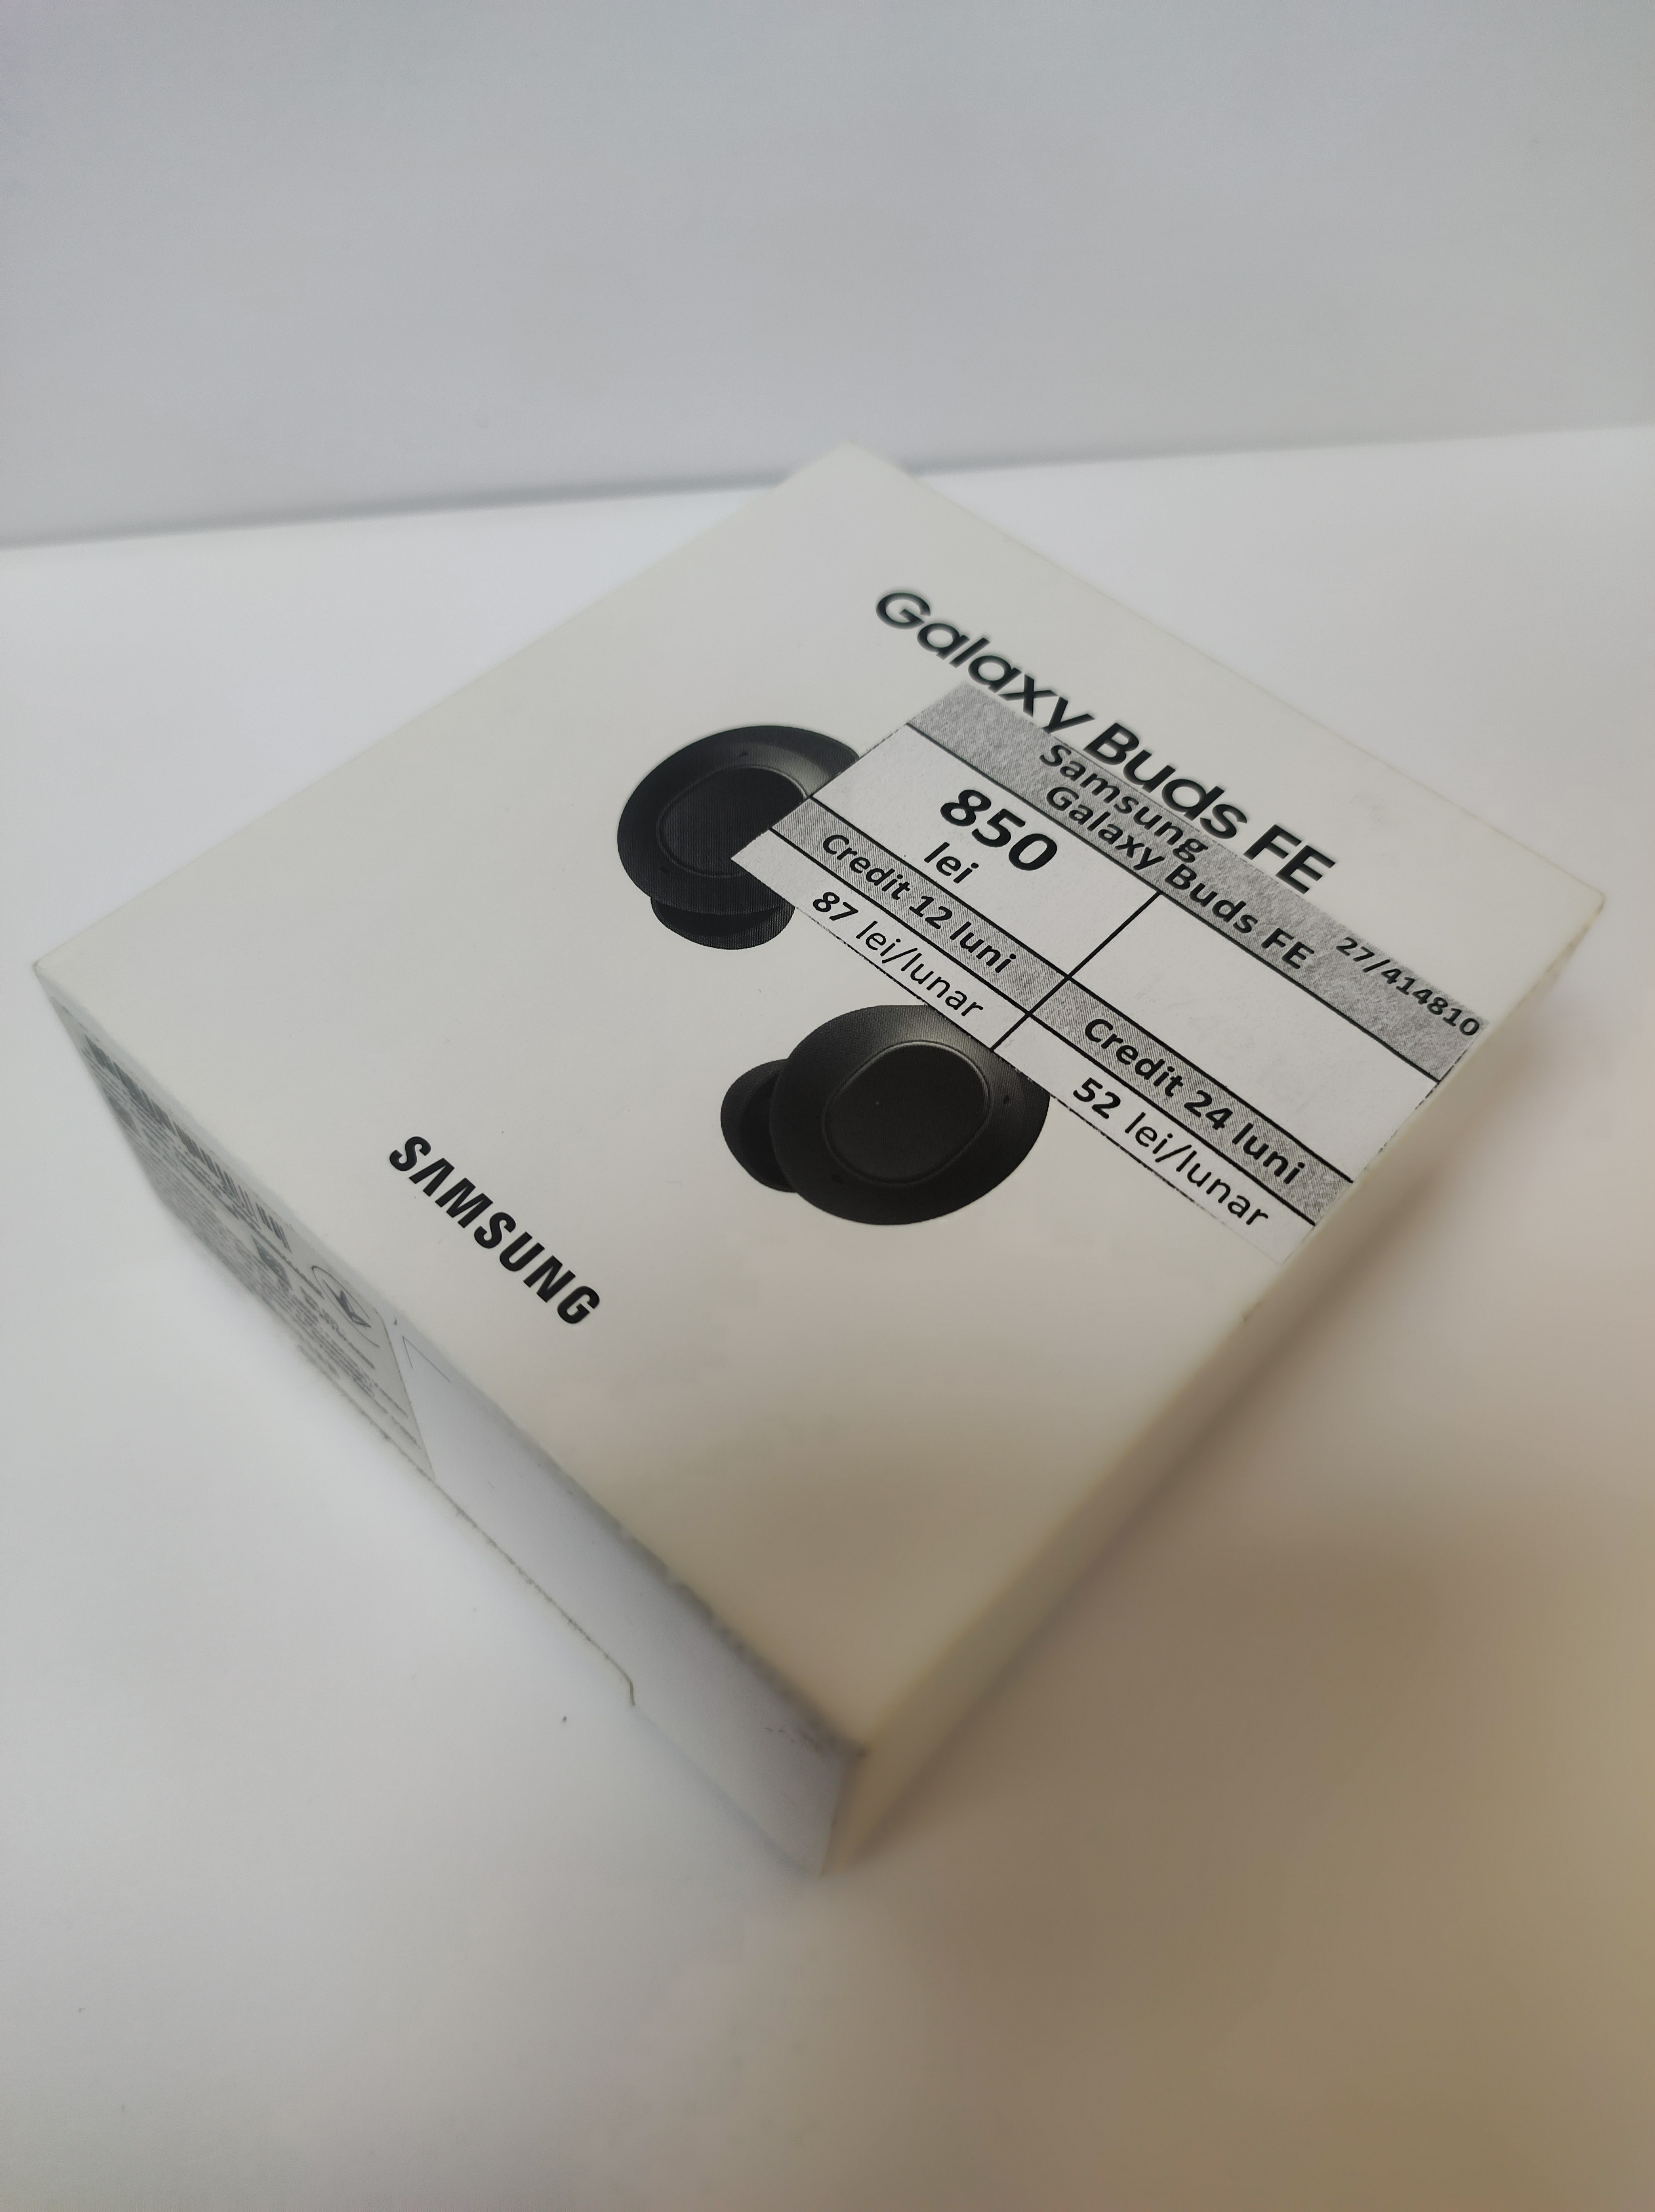 Galaxy Buds FE
Samsung
Galaxy Buds FE
27/414810
850
lei
Credit 12 luni
Credit 24 luni
87 lei/lunar
52 lei/lunar
SAMSUNG